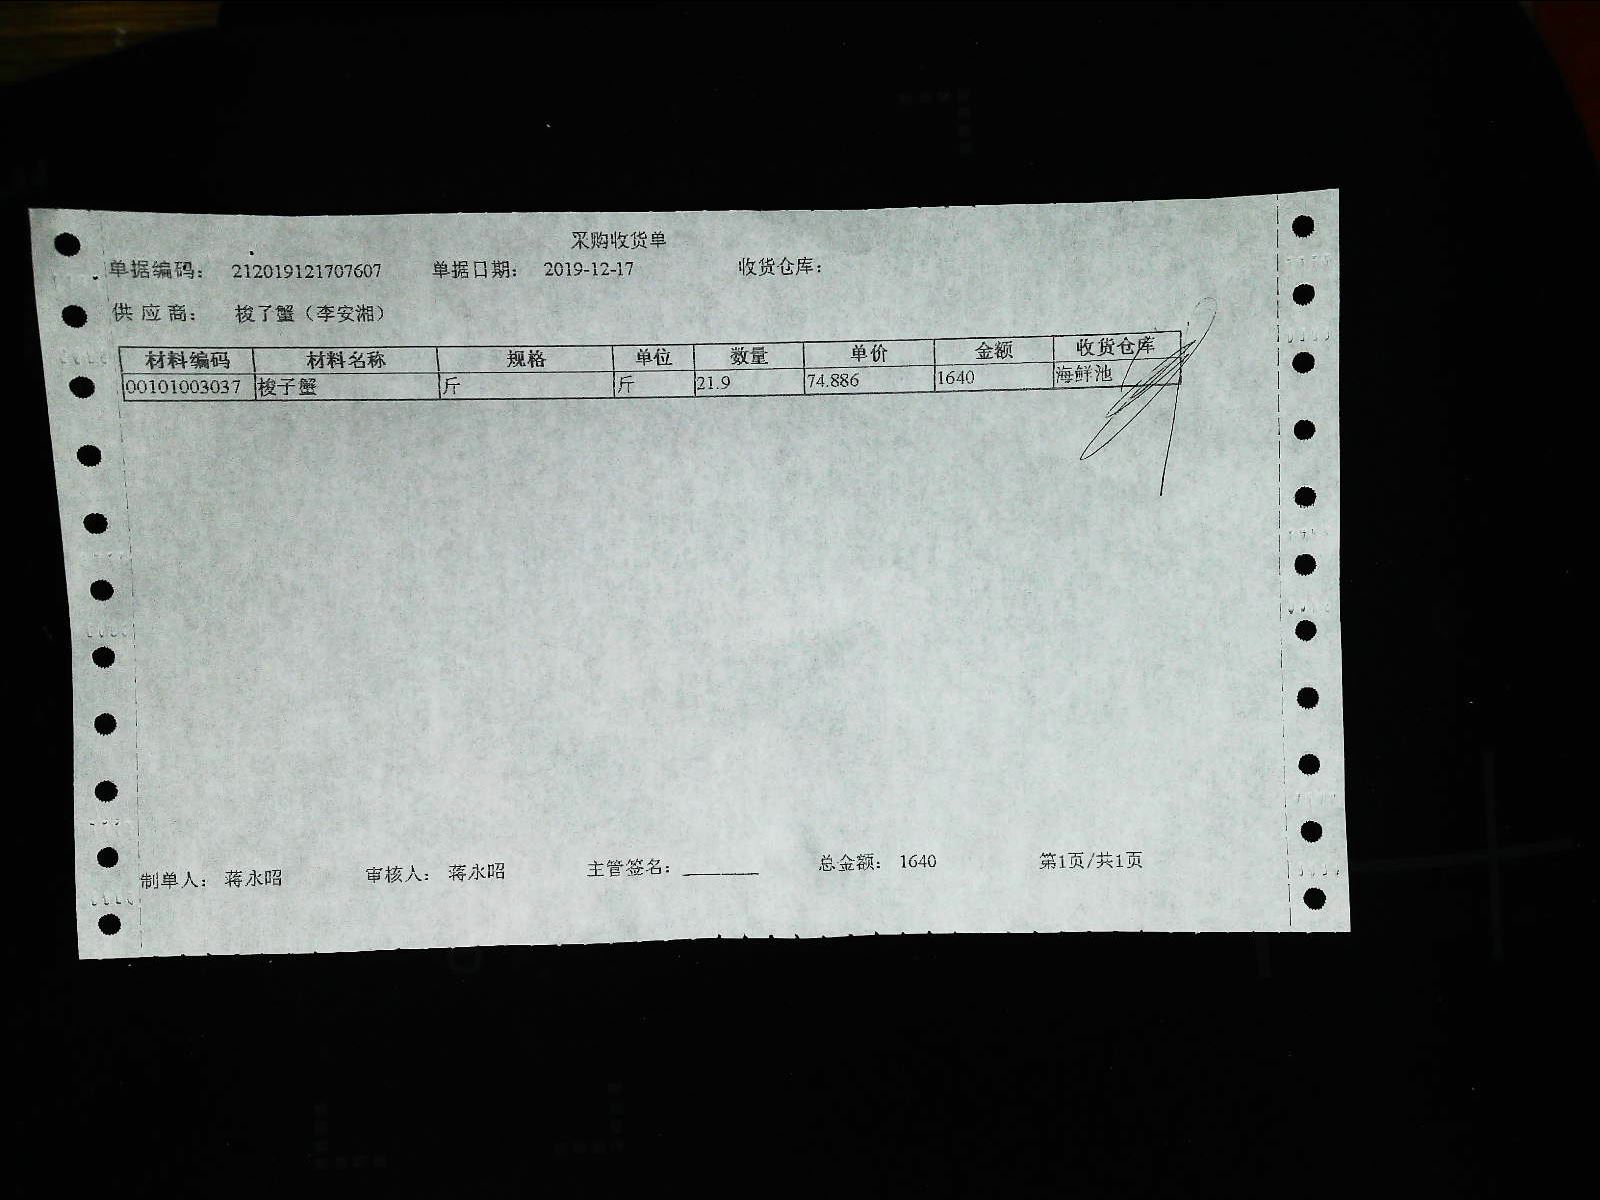 采购收货单
单据编码： 212019121707607 单据日期： 2019-12-17 收货仓库：
供 应 商： 梭了蟹（李安湘）
材料编码 材料名称 规格 单位 数量 单价 金额 收货仓库
00101003037 梭子蟹 斤 斤 21.9 74.886 1640 海鲜池
制单人： 蒋永昭 审核人： 蒋永昭 主管签名： 总金额： 1640 第1页/共1页